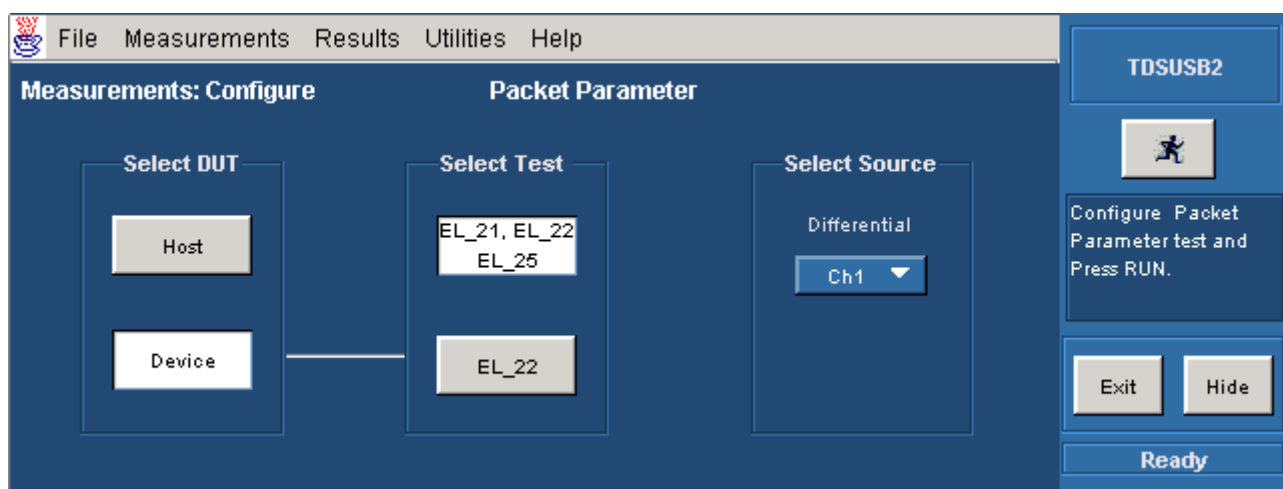 File Measurements Results Utilities Help
Measurements: Configure Packet Parameter
Select DUT
Host
Device
Select Test
EL_21, EL_22
EL_25
EL_22
Select Source
Differential
Ch1
TDSUSB2
Configure Packet
Parameter test and
Press RUN.
Exit Hide
Ready